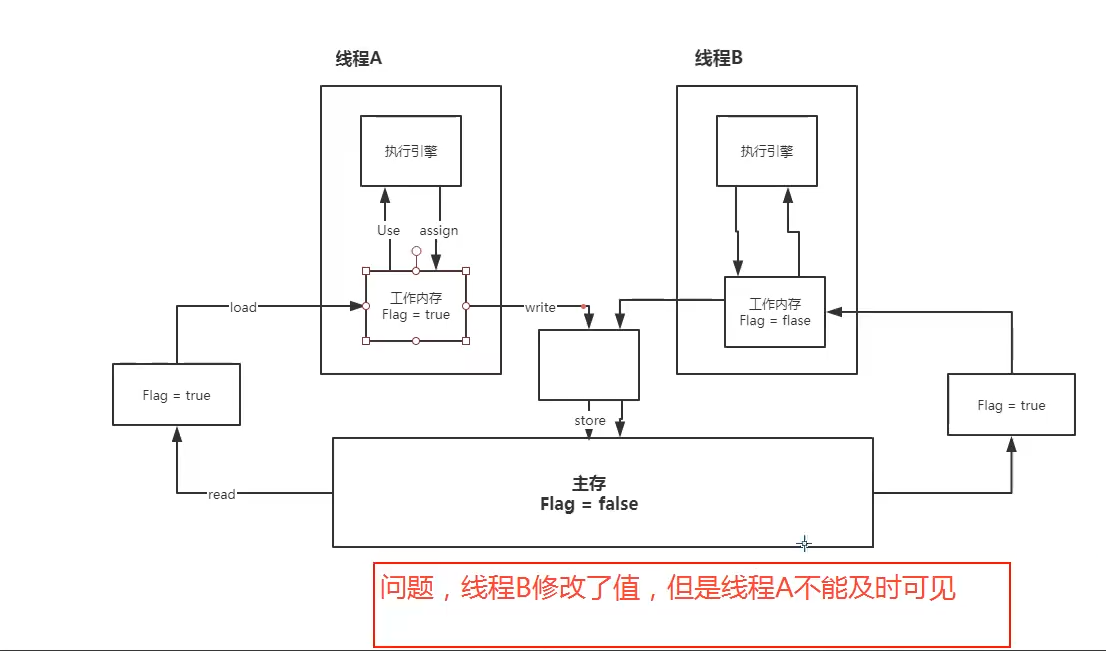 线程A
线程B
执行引擎
执行引擎
Use
assign
工作内存
Flag = true
工作内存
Flag = flase
load
write
Flag = true
Flag = true
store
read
主存
Flag = false
问题，线程B修改了值，但是线程A不能及时可见